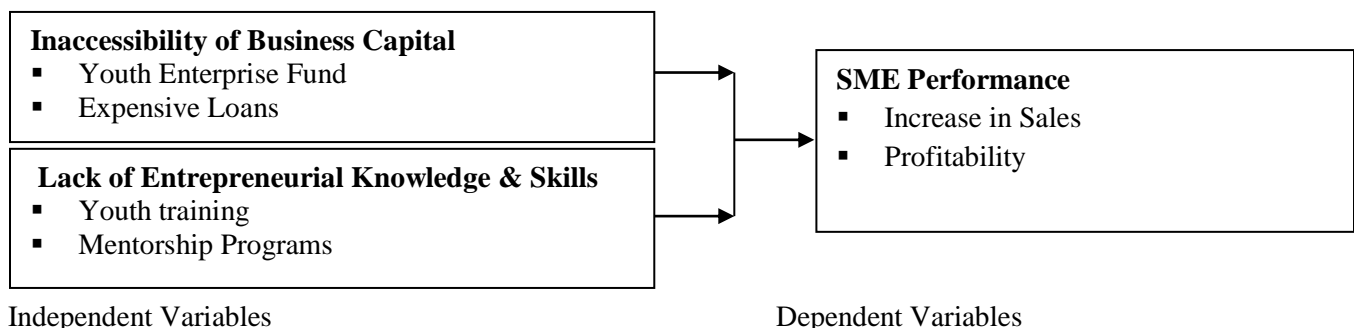 Inaccessibility of Business Capital
▪ Youth Enterprise Fund
▪ Expensive Loans
Lack of Entrepreneurial Knowledge & Skills
▪ Youth training
▪ Mentorship Programs
SME Performance
▪ Increase in Sales
▪ Profitability
Independent Variables
Dependent Variables